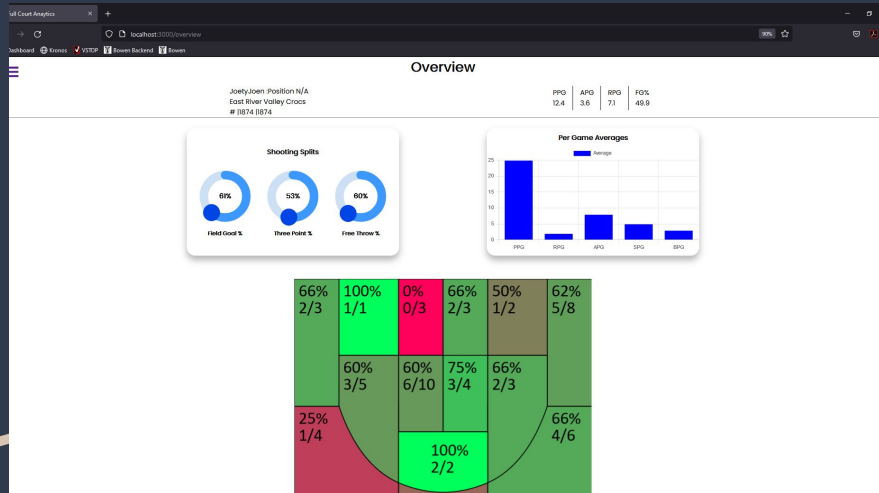 Full Court Anaytics
localhost:3000/overview
90%
Dashboard Kronos VSTOP Bowen Backend Bowen
Overview
JoetyJoen :Position N/A
East River Valley Crocs
# |1874 |1874
PPG APG RPG FG%
12.4 3.6 7.1 49.9
Shooting Splits
61% 53% 60%
Field Goal % Three Point % Free Throw %
Per Game Averages
Average
25
20
15
10
5
0
PPG RPG APG SPG BPG
66% 100% 0% 66% 50% 62%
2/3 1/1 0/3 2/3 1/2 5/8
60% 60% 75% 66%
3/5 6/10 3/4 2/3
25% 66%
1/4 4/6
100%
2/2